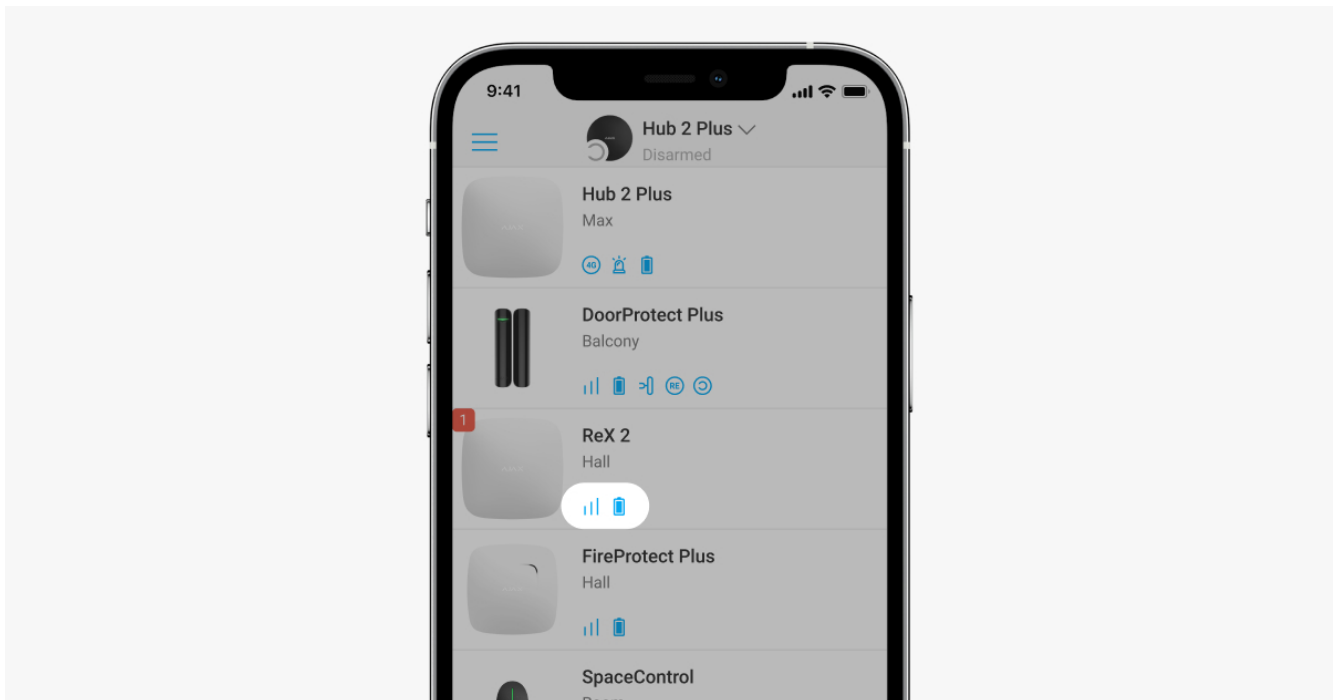 9:41
Hub 2 Plus
Disarmed
Hub 2 Plus
Max
4G
DoorProtect Plus
Balcony
RE
1
ReX 2
Hall
FireProtect Plus
Hall
SpaceControl